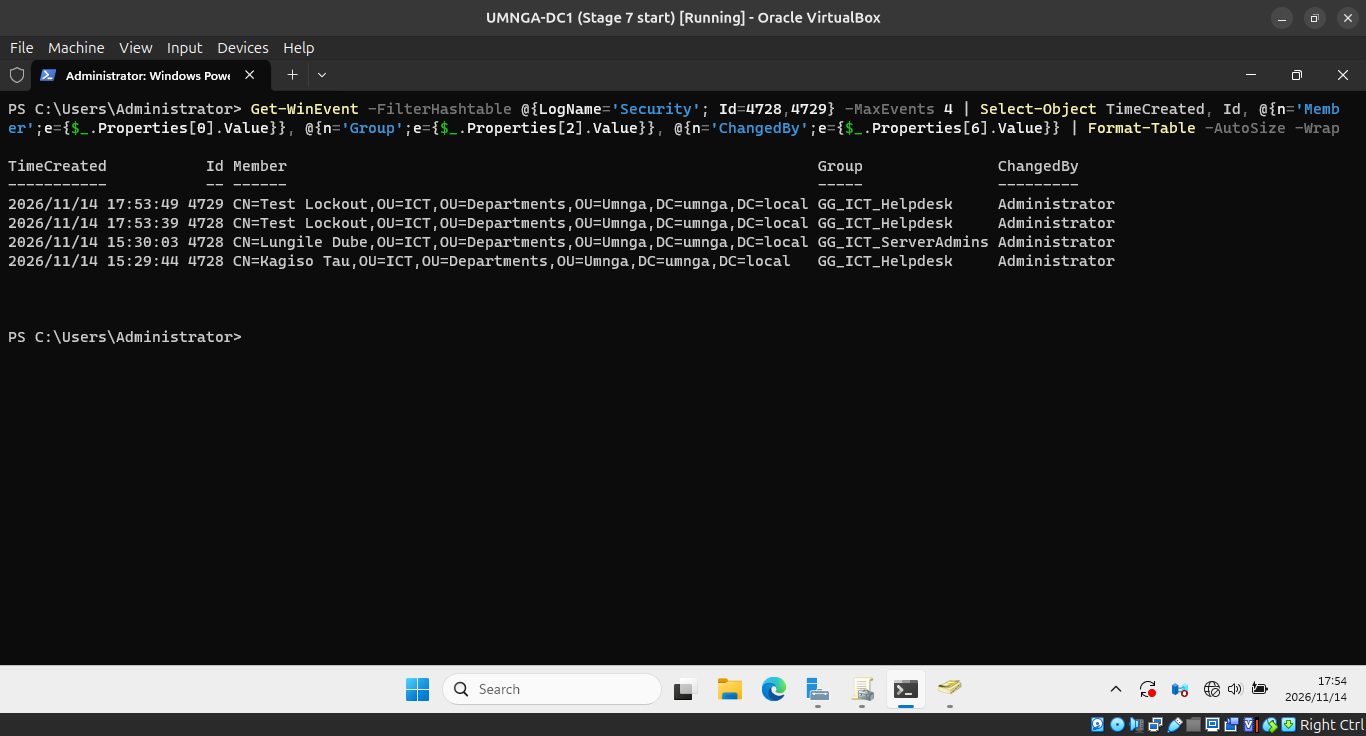 UMNGA-DC1 (Stage 7 start) [Running] - Oracle VirtualBox
File Machine View Input Devices Help
Administrator: Windows Powe
PS C:\Users\Administrator> Get-WinEvent -FilterHashtable @{LogName='Security'; Id=4728,4729} -MaxEvents 4 | Select-Object TimeCreated, Id, @{n='Memb
er';e={$_.Properties[0].Value}}, @{n='Group';e={$_.Properties[2].Value}}, @{n='ChangedBy';e={$_.Properties[6].Value}} | Format-Table -AutoSize -Wrap
TimeCreated Id Member Group ChangedBy
----------- -- ------ ----- ---------
2026/11/14 17:53:49 4729 CN=Test Lockout,OU=ICT,OU=Departments,OU=Umnga,DC=umnga,DC=local GG_ICT_Helpdesk Administrator
2026/11/14 17:53:39 4728 CN=Test Lockout,OU=ICT,OU=Departments,OU=Umnga,DC=umnga,DC=local GG_ICT_Helpdesk Administrator
2026/11/14 15:30:03 4728 CN=Lungile Dube,OU=ICT,OU=Departments,OU=Umnga,DC=umnga,DC=local GG_ICT_ServerAdmins Administrator
2026/11/14 15:29:44 4728 CN=Kagiso Tau,OU=ICT,OU=Departments,OU=Umnga,DC=umnga,DC=local GG_ICT_Helpdesk Administrator
PS C:\Users\Administrator>
Search
17:54
2026/11/14
Right Ctrl